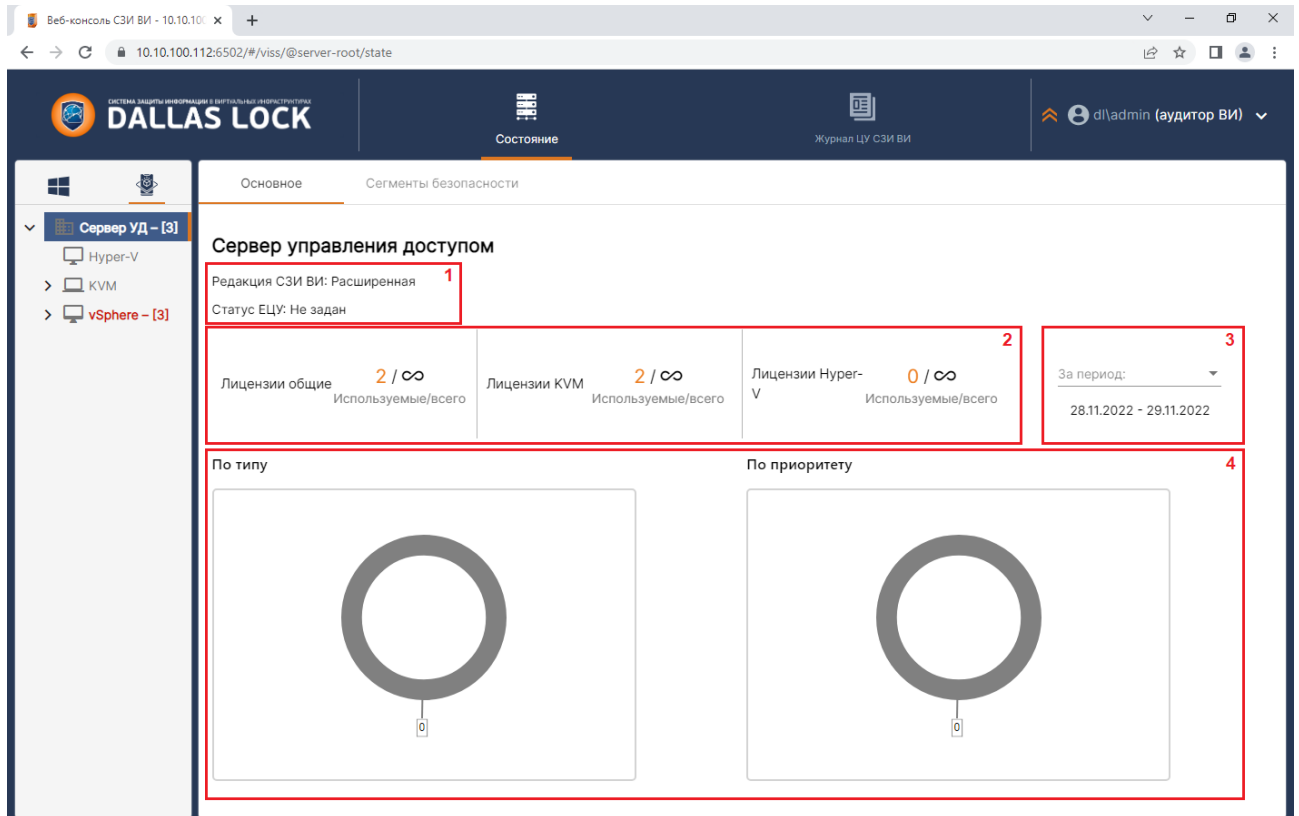 Веб-консоль СЗИ ВИ - 10.10.10
10.10.100.112:6502/#/viss/@server-root/state
СИСТЕМА ЗАЩИТЫ ИНФОРМАЦИИ В ВИРТУАЛЬНЫХ ИНФРАСТРУКТУРАХ
DALLAS LOCK
Состояние
Журнал ЦУ СЗИ ВИ
dl\admin (аудитор ВИ)
Основное
Сегменты безопасности
Сервер УД – [3]
Hyper-V
KVM
vSphere – [3]
Сервер управления доступом
Редакция СЗИ ВИ: Расширенная
1
Статус ЕЦУ: Не задан
2
Лицензии общие
2 / ∞
Используемые/всего
Лицензии KVM
2 / ∞
Используемые/всего
Лицензии Hyper-
V
0 / ∞
Используемые/всего
3
За период:
28.11.2022 - 29.11.2022
По типу
По приоритету
4
0
0